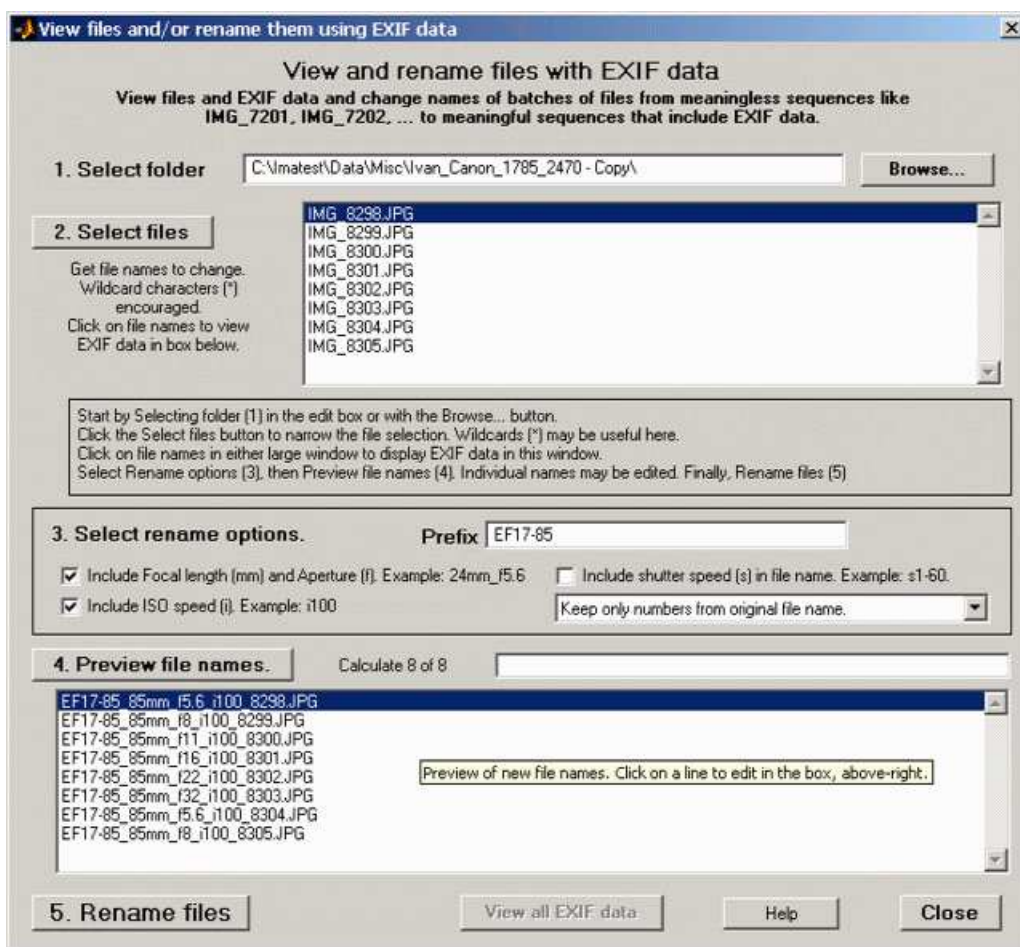 View files and/or rename them using EXIF data
View and rename files with EXIF data
View files and EXIF data and change names of batches of files from meaningless sequences like
IMG_7201, IMG_7202, ... to meaningful sequences that include EXIF data.
1. Select folder
C:\Imatest\Data\Misc\Ivan_Canon_1785_2470 - Copy\
Browse...
2. Select files
Get file names to change.
Wildcard characters (*)
encouraged.
Click on file names to view
EXIF data in box below.
IMG_8298.JPG
IMG_8299.JPG
IMG_8300.JPG
IMG_8301.JPG
IMG_8302.JPG
IMG_8303.JPG
IMG_8304.JPG
IMG_8305.JPG
Start by Selecting folder (1) in the edit box or with the Browse... button.
Click the Select files button to narrow the file selection. Wildcards (*) may be useful here.
Click on file names in either large window to display EXIF data in this window.
Select Rename options (3), then Preview file names (4). Individual names may be edited. Finally, Rename files (5)
3. Select rename options.
Prefix EF17-85
Include Focal length (mm) and Aperture (f). Example: 24mm_f5.6
Include shutter speed (s) in file name. Example: s1-60.
Include ISO speed (i). Example: i100
Keep only numbers from original file name.
4. Preview file names.
Calculate 8 of 8
EF17-85_85mm_f5.6_i100_8298.JPG
EF17-85_85mm_f8_i100_8299.JPG
EF17-85_85mm_f11_i100_8300.JPG
EF17-85_85mm_f16_i100_8301.JPG
EF17-85_85mm_f22_i100_8302.JPG
EF17-85_85mm_f32_i100_8303.JPG
EF17-85_85mm_f5.6_i100_8304.JPG
EF17-85_85mm_f8_i100_8305.JPG
Preview of new file names. Click on a line to edit in the box, above-right.
5. Rename files
View all EXIF data
Help
Close